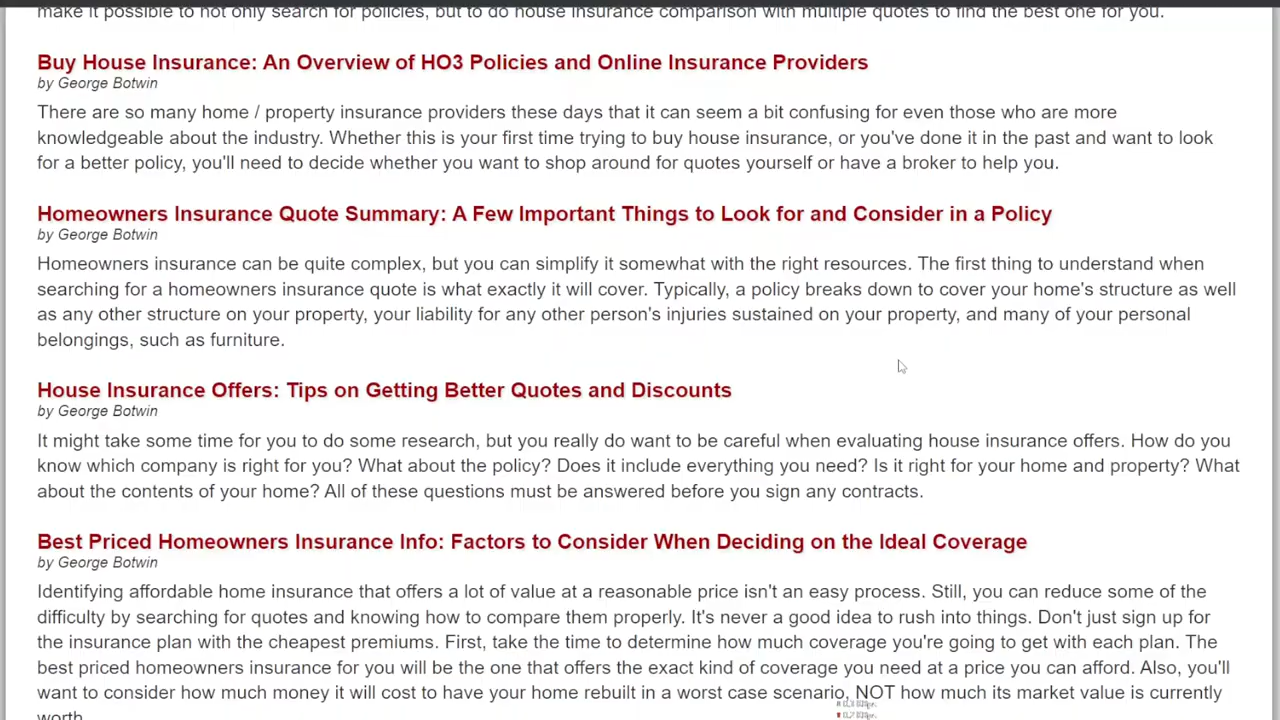 make it possible to not only search for policies, but to do house insurance comparison with multiple quotes to find the best one for you.
Buy House Insurance: An Overview of HO3 Policies and Online Insurance Providers
by George Botwin
There are so many home / property insurance providers these days that it can seem a bit confusing for even those who are more
knowledgeable about the industry. Whether this is your first time trying to buy house insurance, or you've done it in the past and want to look
for a better policy, you'll need to decide whether you want to shop around for quotes yourself or have a broker to help you.
Homeowners Insurance Quote Summary: A Few Important Things to Look for and Consider in a Policy
by George Botwin
Homeowners insurance can be quite complex, but you can simplify it somewhat with the right resources. The first thing to understand when
searching for a homeowners insurance quote is what exactly it will cover. Typically, a policy breaks down to cover your home's structure as well
as any other structure on your property, your liability for any other person's injuries sustained on your property, and many of your personal
belongings, such as furniture.
House Insurance Offers: Tips on Getting Better Quotes and Discounts
by George Botwin
It might take some time for you to do some research, but you really do want to be careful when evaluating house insurance offers. How do you
know which company is right for you? What about the policy? Does it include everything you need? Is it right for your home and property? What
about the contents of your home? All of these questions must be answered before you sign any contracts.
Best Priced Homeowners Insurance Info: Factors to Consider When Deciding on the Ideal Coverage
by George Botwin
Identifying affordable home insurance that offers a lot of value at a reasonable price isn't an easy process. Still, you can reduce some of the
difficulty by searching for quotes and knowing how to compare them properly. It's never a good idea to rush into things. Don't just sign up for
the insurance plan with the cheapest premiums. First, take the time to determine how much coverage you're going to get with each plan. The
best priced homeowners insurance for you will be the one that offers the exact kind of coverage you need at a price you can afford. Also, you'll
want to consider how much money it will cost to have your home rebuilt in a worst case scenario, NOT how much its market value is currently
worth